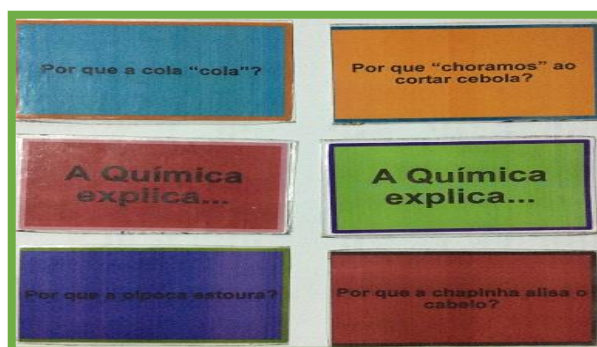 Por que a cola “cola”?
Por que “choramos” ao
cortar cebola?
A Química
explica...
A Química
explica...
Por que a pipoca estoura?
Por que a chapinha alisa o
cabelo?